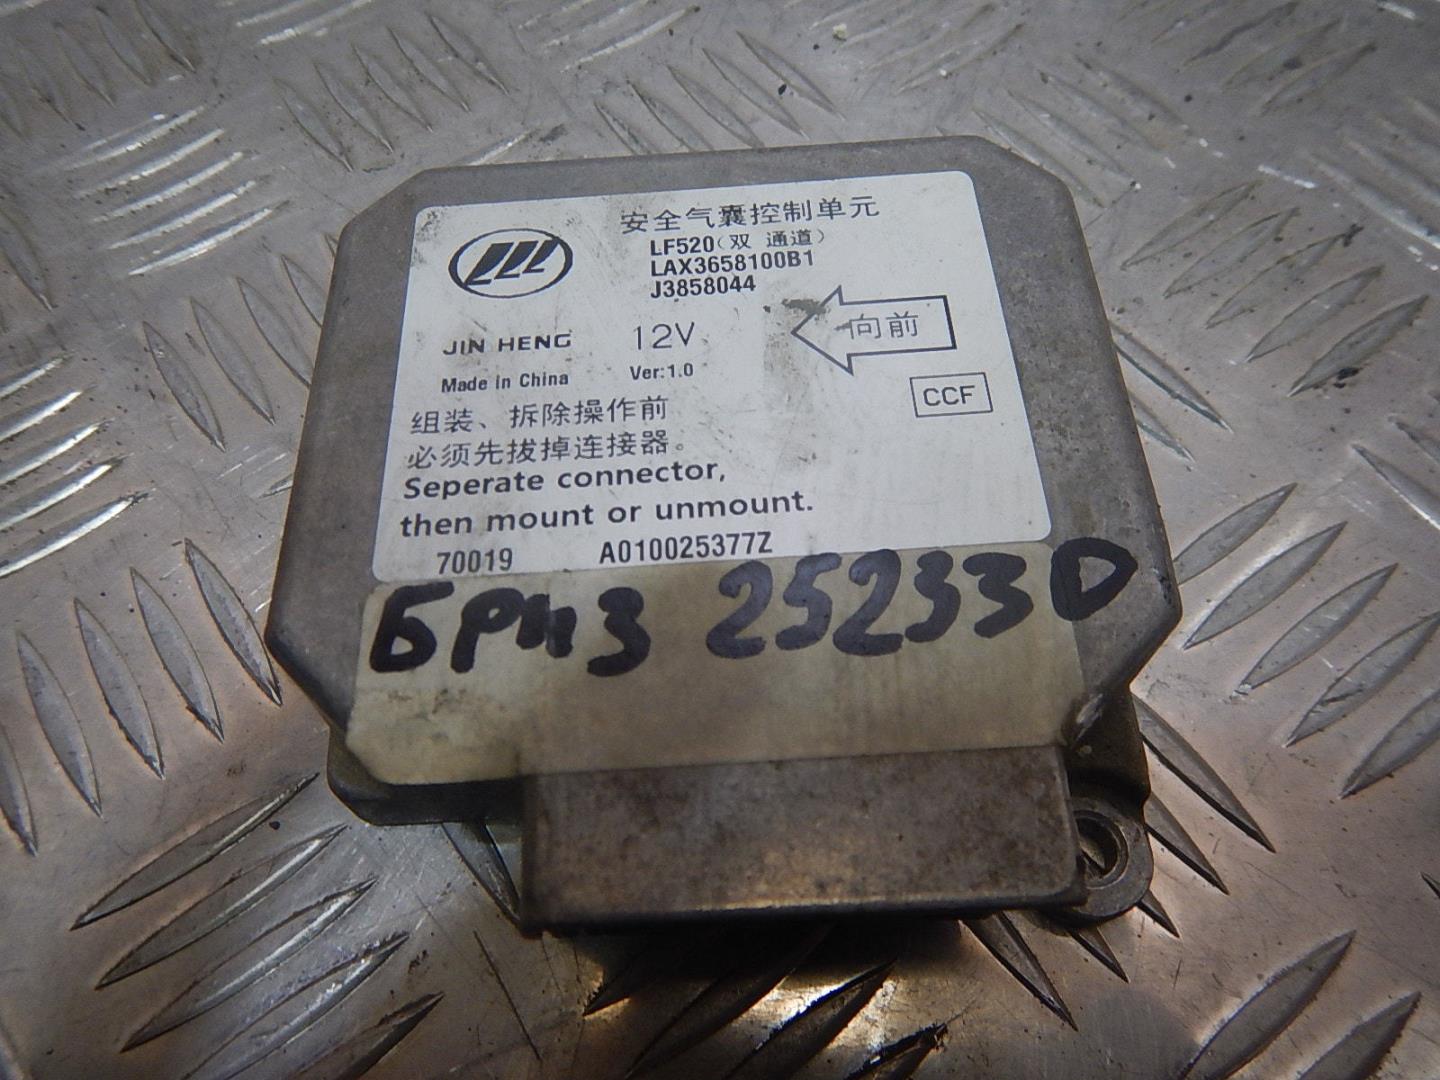 安全气囊控制单元
LF520(双 通道)
LAX3658100B1
J3858044
向前
JIN HENG 12V
Made in China Ver:1.0
CCF
组装、拆除操作前
必须先拔掉连接器。
Seperate connector,
then mount or unmount.
70019 A010025377Z
25233D